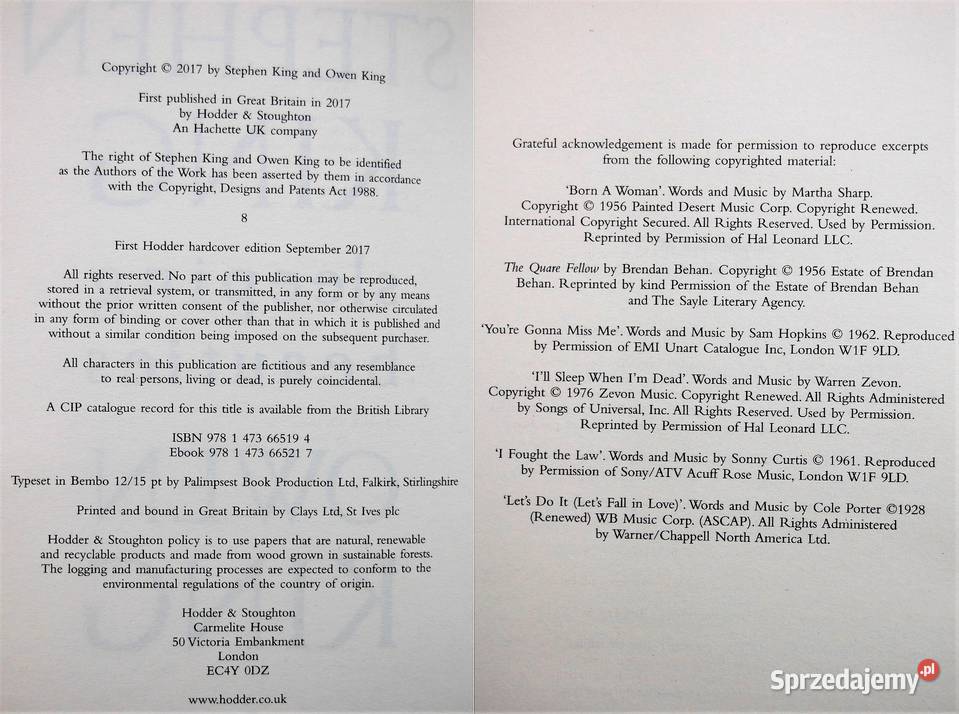 Copyright © 2017 by Stephen King and Owen King
First published in Great Britain in 2017
by Hodder & Stoughton
An Hachette UK company
The right of Stephen King and Owen King to be identified
as the Authors of the Work has been asserted by them in accordance
with the Copyright, Designs and Patents Act 1988.
8
First Hodder hardcover edition September 2017
All rights reserved. No part of this publication may be reproduced,
stored in a retrieval system, or transmitted, in any form or by any means
without the prior written consent of the publisher, nor otherwise circulated
in any form of binding or cover other than that in which it is published and
without a similar condition being imposed on the subsequent purchaser.
All characters in this publication are fictitious and any resemblance
to real persons, living or dead, is purely coincidental.
A CIP catalogue record for this title is available from the British Library
ISBN 978 1 473 66519 4
Ebook 978 1 473 66521 7
Typeset in Bembo 12/15 pt by Palimpsest Book Production Ltd, Falkirk, Stirlingshire
Printed and bound in Great Britain by Clays Ltd, St Ives plc
Hodder & Stoughton policy is to use papers that are natural, renewable
and recyclable products and made from wood grown in sustainable forests.
The logging and manufacturing processes are expected to conform to the
environmental regulations of the country of origin.
Hodder & Stoughton
Carmelite House
50 Victoria Embankment
London
EC4Y 0DZ
www.hodder.co.uk
Grateful acknowledgement is made for permission to reproduce excerpts
from the following copyrighted material:
‘Born A Woman’. Words and Music by Martha Sharp.
Copyright © 1956 Painted Desert Music Corp. Copyright Renewed.
International Copyright Secured. All Rights Reserved. Used by Permission.
Reprinted by Permission of Hal Leonard LLC.
The Quare Fellow by Brendan Behan. Copyright © 1956 Estate of Brendan
Behan. Reprinted by kind Permission of the Estate of Brendan Behan
and The Sayle Literary Agency.
‘You’re Gonna Miss Me’. Words and Music by Sam Hopkins © 1962. Reproduced
by Permission of EMI Unart Catalogue Inc, London W1F 9LD.
‘I’ll Sleep When I’m Dead’. Words and Music by Warren Zevon.
Copyright © 1976 Zevon Music. Copyright Renewed. All Rights Administered
by Songs of Universal, Inc. All Rights Reserved. Used by Permission.
Reprinted by Permission of Hal Leonard LLC.
‘I Fought the Law’. Words and Music by Sonny Curtis © 1961. Reproduced
by Permission of Sony/ATV Acuff Rose Music, London W1F 9LD.
‘Let’s Do It (Let’s Fall in Love)’. Words and Music by Cole Porter ©1928
(Renewed) WB Music Corp. (ASCAP). All Rights Administered
by Warner/Chappell North America Ltd.
Sprzedajemy.pl